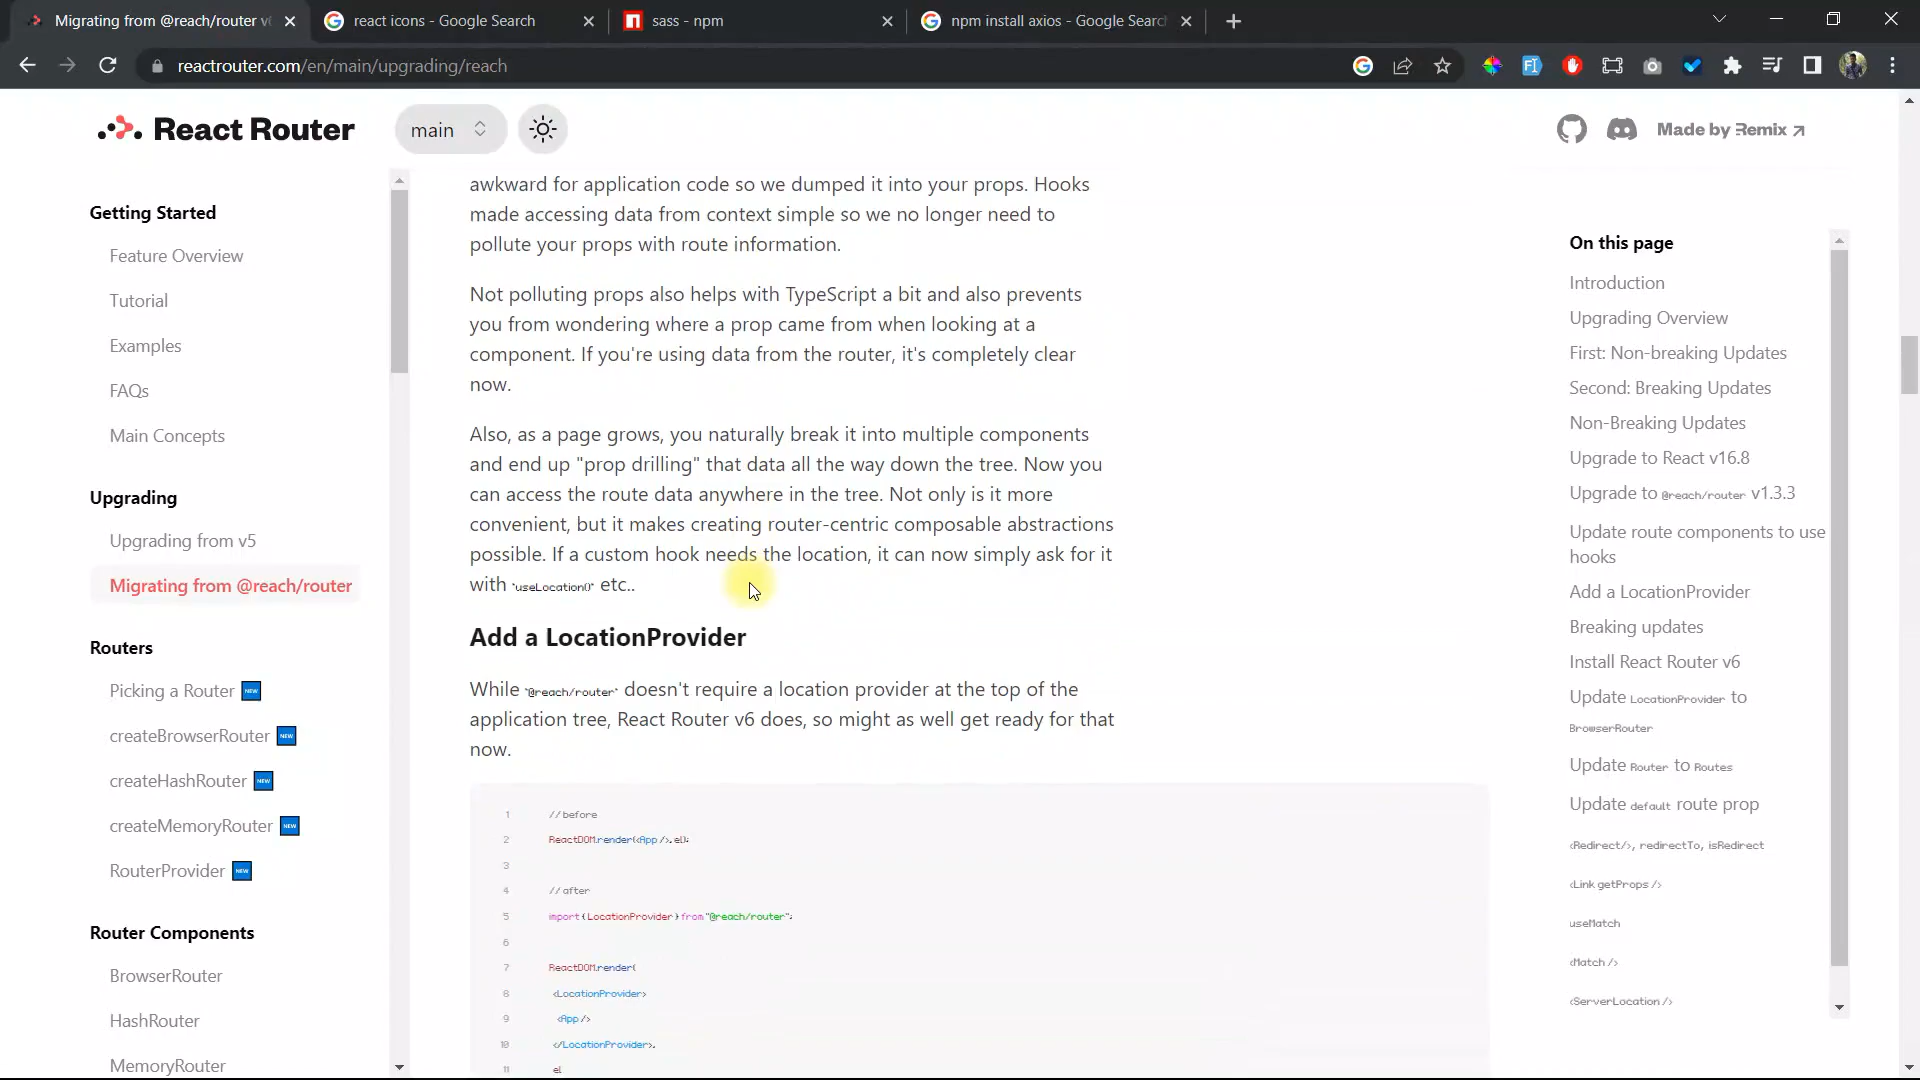 Migrating from @reach/router v6
react icons - Google Search
sass - npm
npm install axios - Google Search
reactrouter.com/en/main/upgrading/reach
React Router
main
Made by Remix ↗
Getting Started
Feature Overview
Tutorial
Examples
FAQs
Main Concepts
Upgrading
Upgrading from v5
Migrating from @reach/router
Routers
Picking a Router NEW
createBrowserRouter NEW
createHashRouter NEW
createMemoryRouter NEW
RouterProvider NEW
Router Components
BrowserRouter
HashRouter
MemoryRouter
awkward for application code so we dumped it into your props. Hooks
made accessing data from context simple so we no longer need to
pollute your props with route information.
Not polluting props also helps with TypeScript a bit and also prevents
you from wondering where a prop came from when looking at a
component. If you're using data from the router, it's completely clear
now.
Also, as a page grows, you naturally break it into multiple components
and end up "prop drilling" that data all the way down the tree. Now you
can access the route data anywhere in the tree. Not only is it more
convenient, but it makes creating router-centric composable abstractions
possible. If a custom hook needs the location, it can now simply ask for it
with `useLocation()` etc..
Add a LocationProvider
While `@reach/router` doesn't require a location provider at the top of the
application tree, React Router v6 does, so might as well get ready for that
now.
1 // before
2 ReactDOM.render(<App />, el);
3
4 // after
5 import { LocationProvider } from "@reach/router";
6
7 ReactDOM.render(
8 <LocationProvider>
9 <App />
10 </LocationProvider>,
11 el
On this page
Introduction
Upgrading Overview
First: Non-breaking Updates
Second: Breaking Updates
Non-Breaking Updates
Upgrade to React v16.8
Upgrade to @reach/router v1.3.3
Update route components to use
hooks
Add a LocationProvider
Breaking updates
Install React Router v6
Update LocationProvider to
BrowserRouter
Update Router to Routes
Update default route prop
<Redirect/>, redirectTo, isRedirect
<Link getProps />
useMatch
<Match />
<ServerLocation />